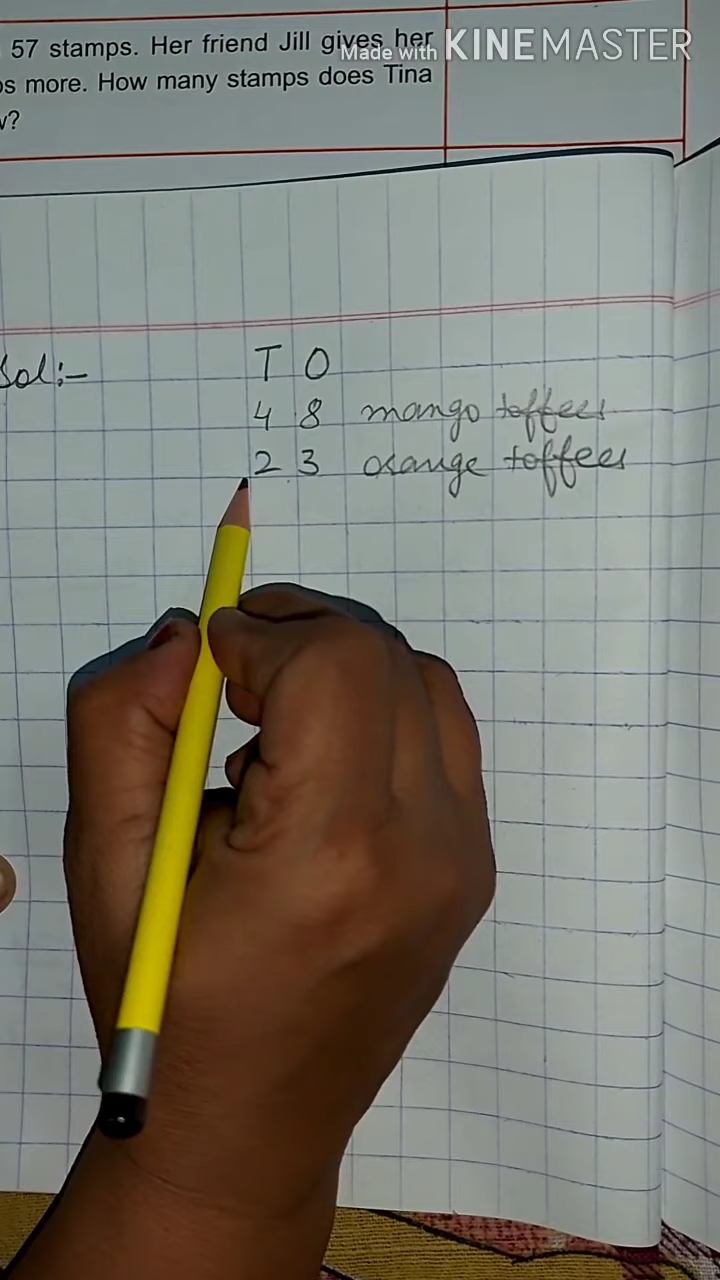 57 stamps. Her friend Jill gives her
Made with KINEMASTER
more. How many stamps does Tina
Sol:-
T O
4 8 mango toffees
2 3 orange toffees